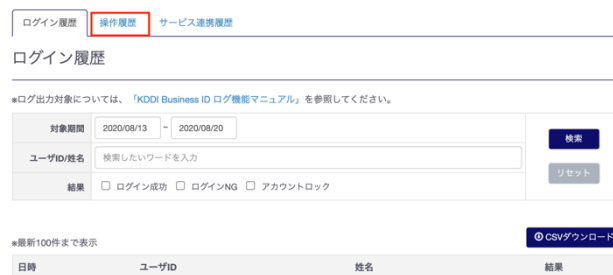 ログイン履歴 操作履歴 サービス連携履歴
ログイン履歴
※ログ出力対象については、「KDDI Business ID ログ機能マニュアル」を参照してください。
対象期間 2020/08/13 - 2020/08/20
検索
ユーザID/姓名 検索したいワードを入力
リセット
結果 ログイン成功 ログインNG アカウントロック
CSVダウンロード
※最新100件まで表示
日時 ユーザID 姓名 結果